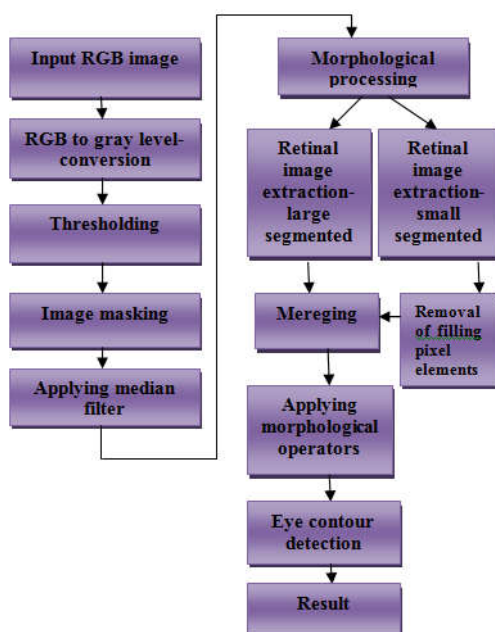 Input RGB image
RGB to gray level-
conversion
Thresholding
Image masking
Applying median
filter
Morphological
processing
Retinal
image
extraction-
large
segmented
Retinal
image
extraction-
small
segmented
Mereging
Removal
of filling
pixel
elements
Applying
morphological
operators
Eye contour
detection
Result